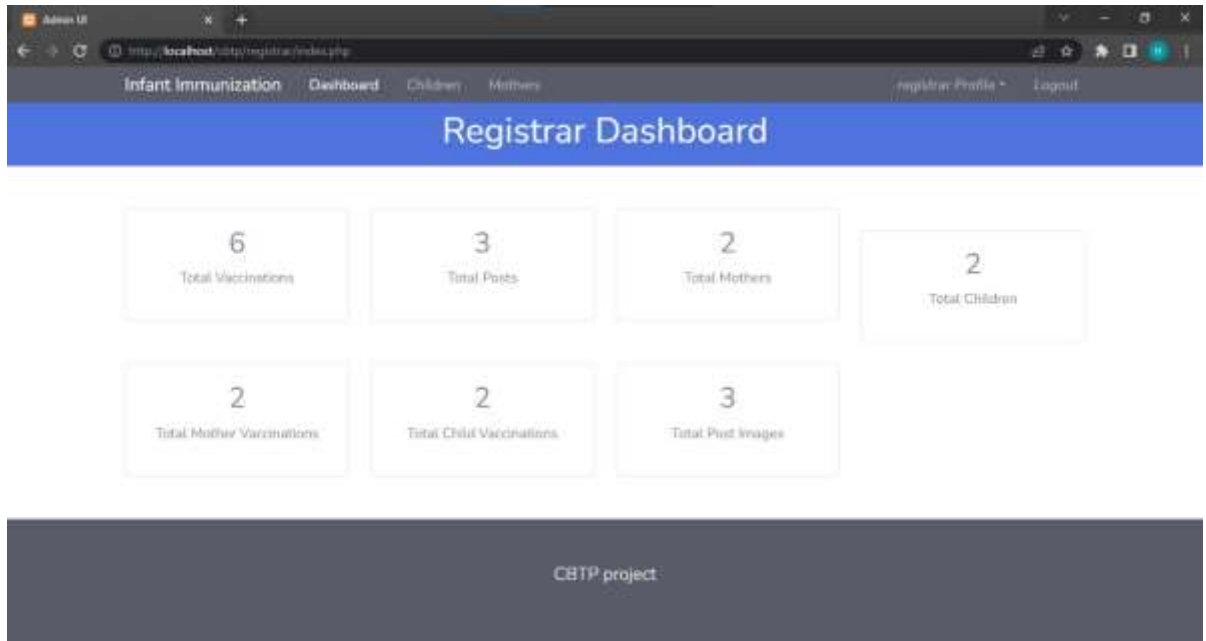 Admin UI
http://localhost/cbtp/registrar/index.php
Infant Immunization Dashboard Children Mothers registrar Profile Logout
Registrar Dashboard
6
Total Vaccinations
3
Total Posts
2
Total Mothers
2
Total Children
2
Total Mother Vaccinations
2
Total Child Vaccinations
3
Total Post Images
CBTP project